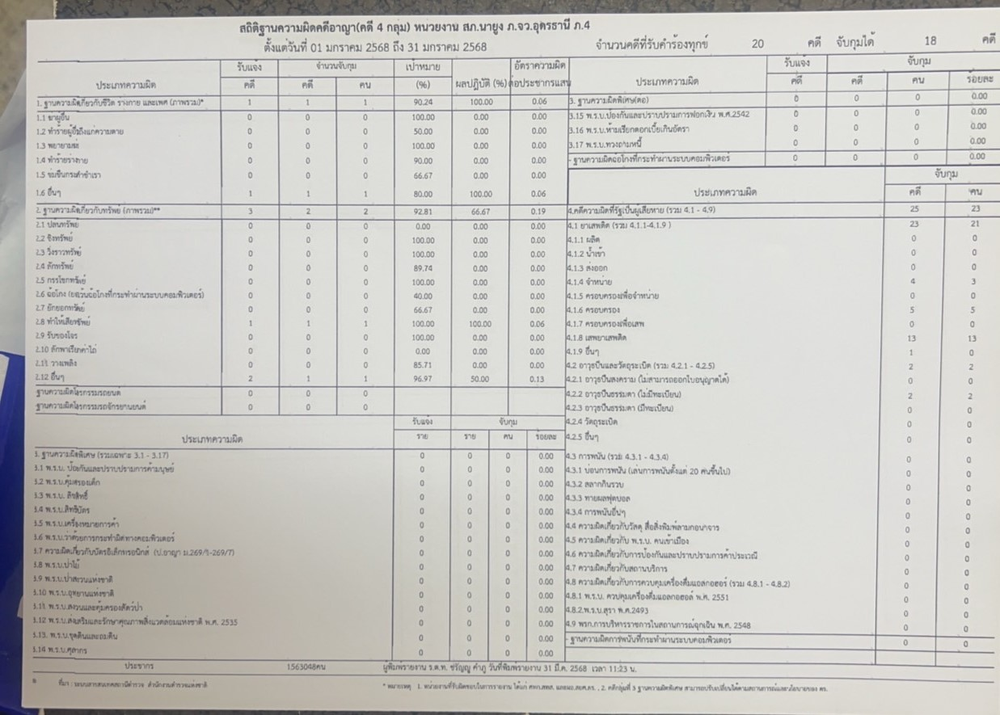 สถิติฐานความผิดคดีอาญา(คดี 4 กลุ่ม) หน่วยงาน สภ.นายูง ภ.จว.อุดรธานี ภ.4
ตั้งแต่วันที่ 01 มกราคม 2568 ถึง 31 มกราคม 2568 จำนวนคดีที่รับคำร้องทุกข์ 20 คดี จับกุมได้ 18 คดี
ประเภทความผิด รับแจ้ง จำนวนจับกุม เป้าหมาย ผลปฏิบัติ (%) อัตราความผิด
คดี คดี คน (%) ต่อประชากรแสน
1. ฐานความผิดเกี่ยวกับชีวิต ร่างกาย และเพศ (ภาพรวม)* 1 1 1 90.24 100.00 0.06
1.1 ฆ่าผู้อื่น 0 0 0 100.00 0.00 0.00
1.2 ทำร้ายผู้อื่นถึงแก่ความตาย 0 0 0 50.00 0.00 0.00
1.3 พยายามฆ่า 0 0 0 100.00 0.00 0.00
1.4 ทำร้ายร่างกาย 0 0 0 90.00 0.00 0.00
1.5 ข่มขืนกระทำชำเรา 0 0 0 66.67 0.00 0.00
1.6 อื่นๆ 1 1 1 80.00 100.00 0.06
2. ฐานความผิดเกี่ยวกับทรัพย์ (ภาพรวม)** 3 2 2 92.81 66.67 0.19
2.1 ปล้นทรัพย์ 0 0 0 0.00 0.00 0.00
2.2 ชิงทรัพย์ 0 0 0 100.00 0.00 0.00
2.3 วิ่งราวทรัพย์ 0 0 0 100.00 0.00 0.00
2.4 ลักทรัพย์ 0 0 0 89.74 0.00 0.00
2.5 กรรโชกทรัพย์ 0 0 0 100.00 0.00 0.00
2.6 ฉ้อโกง (ยกเว้นฉ้อโกงที่กระทำผ่านระบบคอมพิวเตอร์) 0 0 0 40.00 0.00 0.00
2.7 ยักยอกทรัพย์ 0 0 0 66.67 0.00 0.00
2.8 ทำให้เสียทรัพย์ 1 1 1 100.00 100.00 0.06
2.9 รับของโจร 0 0 0 100.00 0.00 0.00
2.10 ลักพาเรียกค่าไถ่ 0 0 0 0.00 0.00 0.00
2.11 วางเพลิง 0 0 0 85.71 0.00 0.00
2.12 อื่นๆ 2 1 1 96.97 50.00 0.13
ฐานความผิดโจรกรรมรถยนต์ 0 0 0
ฐานความผิดโจรกรรมรถจักรยานยนต์ 0 0 0
ประเภทความผิด รับแจ้ง จับกุม
ราย ราย คน ร้อยละ
3. ฐานความผิดพิเศษ (รวมเฉพาะ 3.1 - 3.17) 0 0 0 0.00
3.1 พ.ร.บ. ป้องกันและปราบปรามการค้ามนุษย์ 0 0 0 0.00
3.2 พ.ร.บ.คุ้มครองเด็ก 0 0 0 0.00
3.3 พ.ร.บ. ลิขสิทธิ์ 0 0 0 0.00
3.4 พ.ร.บ.สิทธิบัตร 0 0 0 0.00
3.5 พ.ร.บ.เครื่องหมายการค้า 0 0 0 0.00
3.6 พ.ร.บ.ว่าด้วยการกระทำผิดทางคอมพิวเตอร์ 0 0 0 0.00
3.7 ความผิดเกี่ยวกับบัตรอิเล็กทรอนิกส์ (ป.อาญา ม.269/1-269/7) 0 0 0 0.00
3.8 พ.ร.บ.ป่าไม้ 0 0 0 0.00
3.9 พ.ร.บ.ป่าสงวนแห่งชาติ 0 0 0 0.00
3.10 พ.ร.บ.อุทยานแห่งชาติ 0 0 0 0.00
3.11 พ.ร.บ.สงวนและคุ้มครองสัตว์ป่า 0 0 0 0.00
3.12 พ.ร.บ.ส่งเสริมและรักษาคุณภาพสิ่งแวดล้อมแห่งชาติ พ.ศ. 2535 0 0 0 0.00
3.13. พ.ร.บ.ขุดดินและถมดิน 0 0 0 0.00
3.14 พ.ร.บ.ศุลากร 0 0 0 0.00
ประเภทความผิด รับแจ้ง จับกุม
คดี คดี คน ร้อยละ
3. ฐานความผิดพิเศษ(ต่อ) 0 0 0 0.00
3.15 พ.ร.บ.ป้องกันและปราบปรามการฟอกเงิน พ.ศ.2542 0 0 0 0.00
3.16 พ.ร.บ.ห้ามเรียกดอกเบี้ยเกินอัตรา 0 0 0 0.00
3.17 พ.ร.บ.ทวงถามหนี้ 0 0 0 0.00
- ฐานความผิดฉ้อโกงที่กระทำผ่านระบบคอมพิวเตอร์ 0 0 0 0.00
ประเภทความผิด จับกุม
คดี คน
4.คดีความผิดที่รัฐเป็นผู้เสียหาย (รวม 4.1 - 4.9) 25 23
4.1 ยาเสพติด (รวม 4.1.1-4.1.9 ) 23 21
4.1.1 ผลิต 0 0
4.1.2 นำเข้า 0 0
4.1.3 ส่งออก 0 0
4.1.4 จำหน่าย 4 3
4.1.5 ครอบครองเพื่อจำหน่าย 0 0
4.1.6 ครอบครอง 5 5
4.1.7 ครอบครองเพื่อเสพ 0 0
4.1.8 เสพยาเสพติด 13 13
4.1.9 อื่นๆ 1 0
4.2 อาวุธปืนและวัตถุระเบิด (รวม 4.2.1 - 4.2.5) 2 2
4.2.1 อาวุธปืนสงคราม (ไม่สามารถออกใบอนุญาตได้) 0 0
4.2.2 อาวุธปืนธรรมดา (ไม่มีทะเบียน) 2 2
4.2.3 อาวุธปืนธรรมดา (มีทะเบียน) 0 0
4.2.4 วัตถุระเบิด 0 0
4.2.5 อื่นๆ 0 0
4.3 การพนัน (รวม 4.3.1 - 4.3.4) 0 0
4.3.1 บ่อนการพนัน (เล่นการพนันตั้งแต่ 20 คนขึ้นไป) 0 0
4.3.2 สลากกินรวบ 0 0
4.3.3 ทายผลฟุตบอล 0 0
4.3.4 การพนันอื่นๆ 0 0
4.4 ความผิดเกี่ยวกับวัตถุ สื่อสิ่งพิมพ์ลามกอนาจาร 0 0
4.5 ความผิดเกี่ยวกับ พ.ร.บ. คนเข้าเมือง 0 0
4.6 ความผิดเกี่ยวกับการป้องกันและปราบปรามการค้าประเวณี 0 0
4.7 ความผิดเกี่ยวกับสถานบริการ 0 0
4.8 ความผิดเกี่ยวกับการควบคุมเครื่องดื่มแอลกอฮอร์ (รวม 4.8.1 - 4.8.2) 0 0
4.8.1 พ.ร.บ. ควบคุมเครื่องดื่มแอลกอฮอล์ พ.ศ. 2551 0 0
4.8.2.พ.ร.บ.สุรา พ.ศ.2493 0 0
4.9 พรก.การบริหารราชการในสถานการณ์ฉุกเฉิน พ.ศ. 2548 0 0
- ฐานความผิดการพนันที่กระทำผ่านระบบคอมพิวเตอร์ 0 0
ประชากร 1563048คน ผู้พิมพ์รายงาน ร.ต.ท. ชรัญญู คำภู วันที่พิมพ์รายงาน 31 มี.ค. 2568 เวลา 11:23 น.
ที่มา : ระบบสารสนเทศสถานีตำรวจ สำนักงานตำรวจแห่งชาติ
* หมายเหตุ 1. หน่วยงานที่รับผิดชอบในการรายงาน ได้แก่ 2. คดีกลุ่มที่ 3 ฐานความผิดพิเศษ สามารถปรับเปลี่ยนได้ตามสถานการณ์และนโยบายของ ตร.